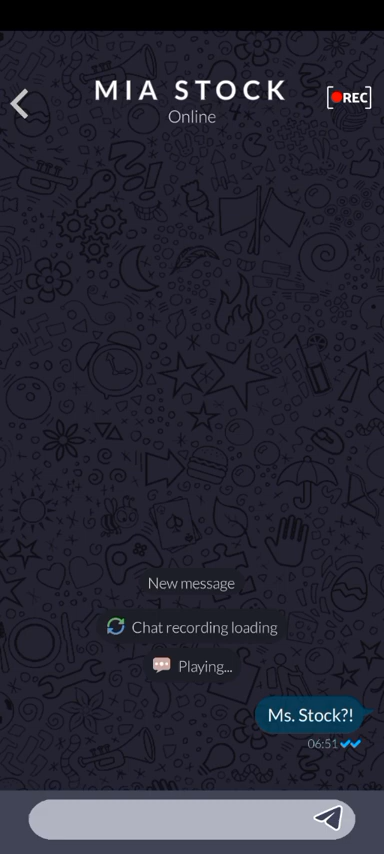 MIA STOCK
Online
REC
New message
Chat recording loading
Playing...
Ms. Stock?!
06:51